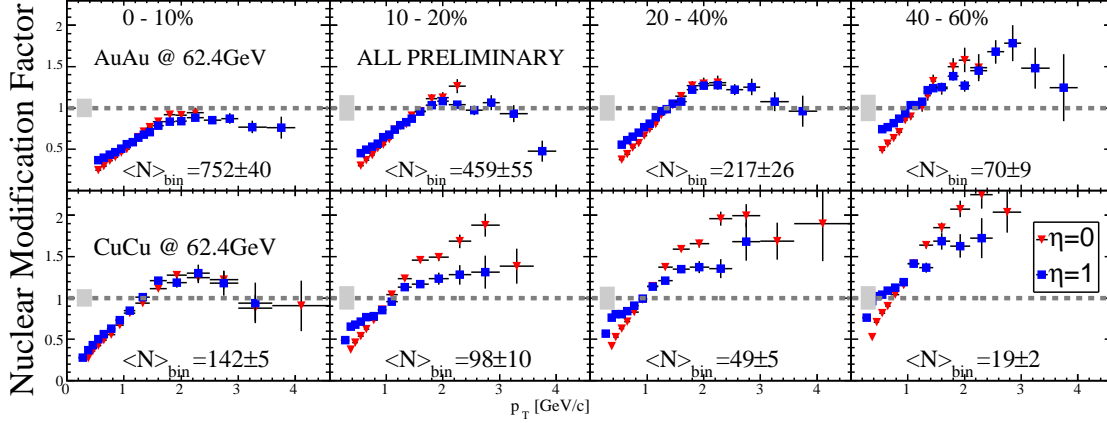 Nuclear Modification Factor
0 - 10%
10 - 20%
20 - 40%
40 - 60%
AuAu @ 62.4GeV
ALL PRELIMINARY
2
1.5
1
0.5
<N>bin=752±40
<N>bin=459±55
<N>bin=217±26
<N>bin=70±9
CuCu @ 62.4GeV
η=0
η=1
2
1.5
1
0.5
0
<N>bin=142±5
<N>bin=98±10
<N>bin=49±5
<N>bin=19±2
0 1 2 3 4
1 2 3 4
1 2 3 4
1 2 3 4
pT [GeV/c]